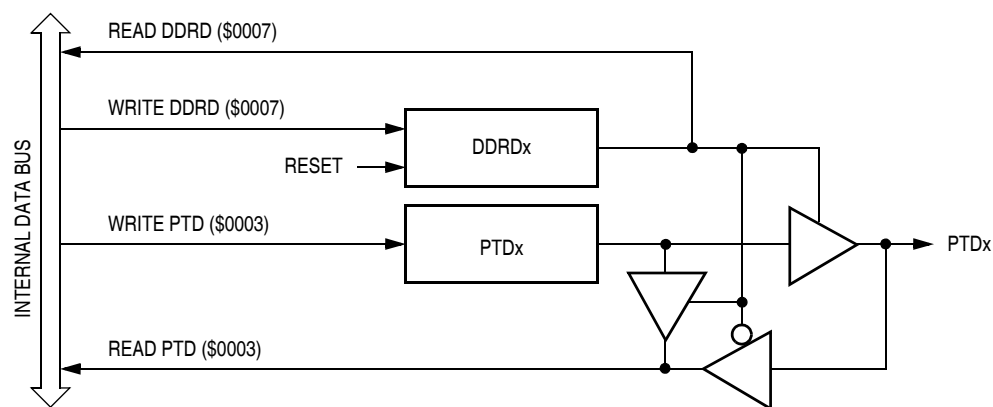 READ DDRD ($0007)
WRITE DDRD ($0007)
DDRDx
RESET
INTERNAL DATA BUS
WRITE PTD ($0003)
PTDx
PTDx
READ PTD ($0003)